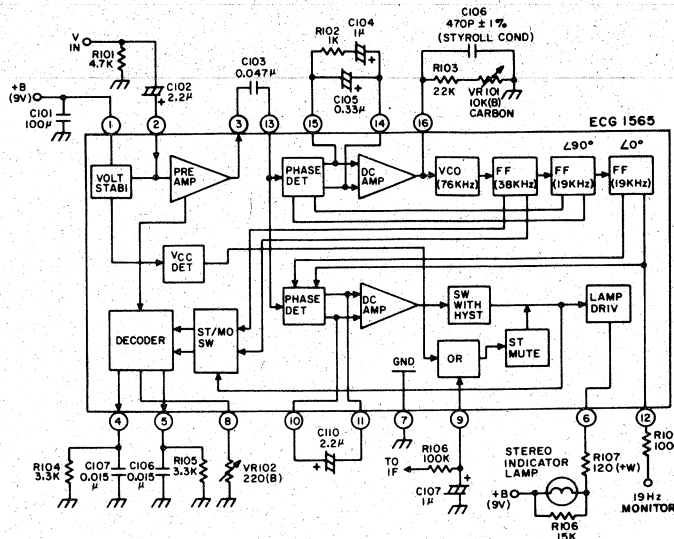 V
IN
R101
4.7K
+B
(9V)
C101
100μ
C102
2.2μ
C103
0.047μ
R102
1K
C104
1μ
C105
0.33μ
C106
470P ± 1%
(STYROLL COND)
R103
22K
VR101
10K(B)
CARBON
1
2
3
13
15
14
16
ECG 1565
VOLT
STABI
PRE
AMP
PHASE
DET
DC
AMP
VCO
(76KHz)
FF
(38KHz)
∠90°
FF
(19KHz)
∠0°
FF
(19KHz)
VCC
DET
PHASE
DET
DC
AMP
SW
WITH
HYST
LAMP
DRIV
DECODER
ST/MO
SW
GND
OR
ST
MUTE
4
5
8
10
11
7
9
6
12
R104
3.3K
C107
0.015
μ
C106
0.015
μ
R105
3.3K
VR102
220(B)
C110
2.2μ
TO
IF
R106
100K
C107
1μ
STEREO
INDICATOR
LAMP
+B
(9V)
R107
120 (+W)
R106
15K
R10
100
19Hz
MONITOR